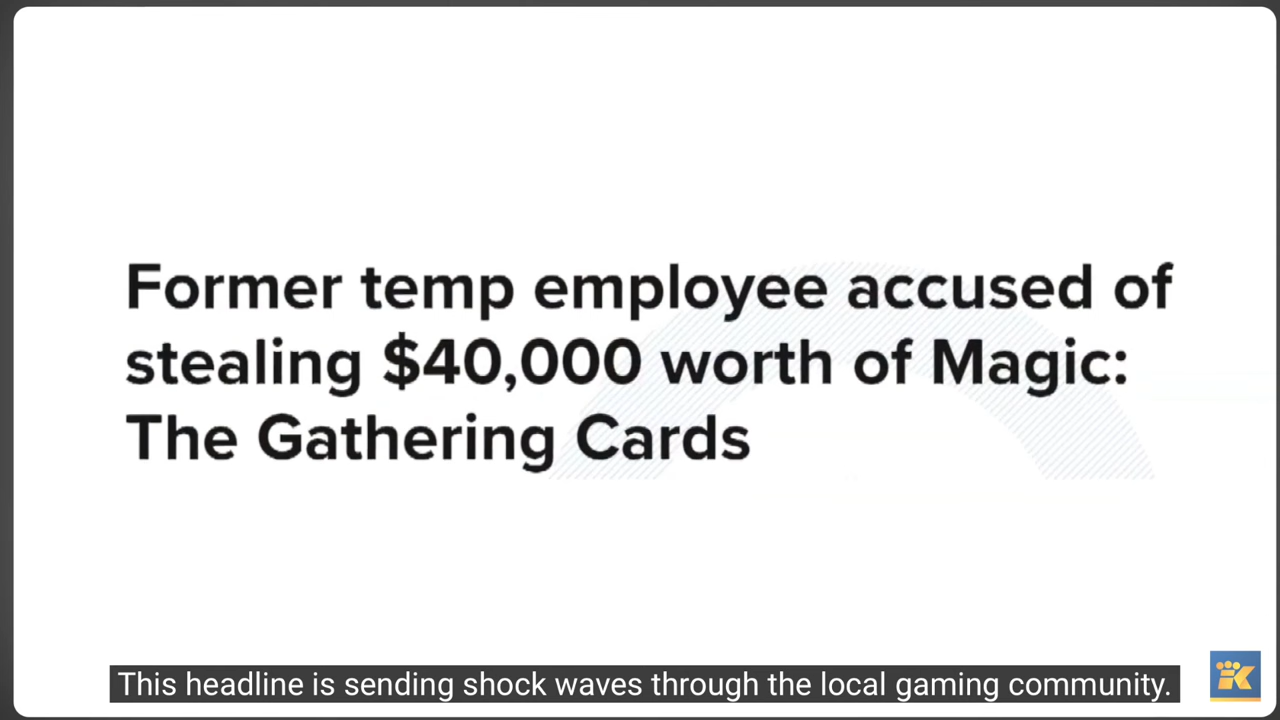 Former temp employee accused of
stealing $40,000 worth of Magic:
The Gathering Cards
This headline is sending shock waves through the local gaming community.
K